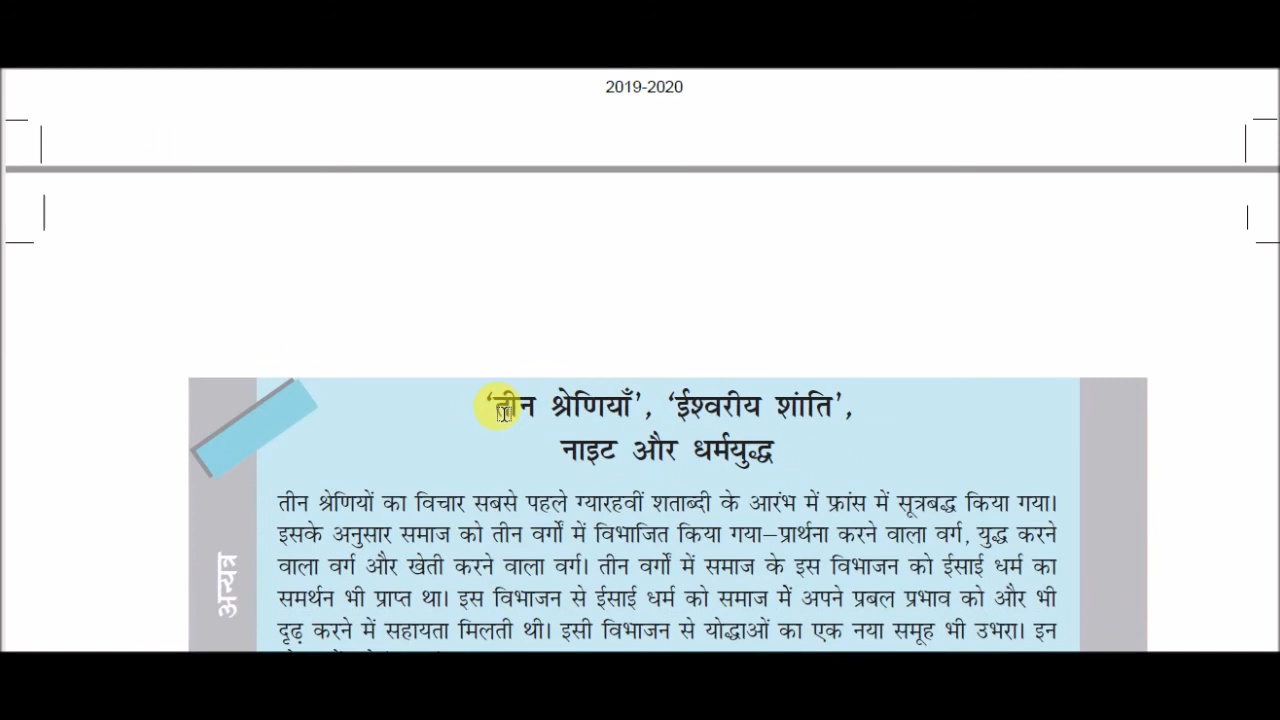 2019-2020
‘तीन श्रेणियाँ’, ‘ईश्वरीय शांति’,
नाइट और धर्मयुद्ध
तीन श्रेणियों का विचार सबसे पहले ग्यारहवीं शताब्दी के आरंभ में फ्रांस में सूत्रबद्ध किया गया।
इसके अनुसार समाज को तीन वर्गों में विभाजित किया गया–प्रार्थना करने वाला वर्ग, युद्ध करने
वाला वर्ग और खेती करने वाला वर्ग। तीन वर्गों में समाज के इस विभाजन को ईसाई धर्म का
समर्थन भी प्राप्त था। इस विभाजन से ईसाई धर्म को समाज में अपने प्रबल प्रभाव को और भी
दृढ़ करने में सहायता मिलती थी। इसी विभाजन से योद्धाओं का एक नया समूह भी उभरा। इन
अन्यत्र